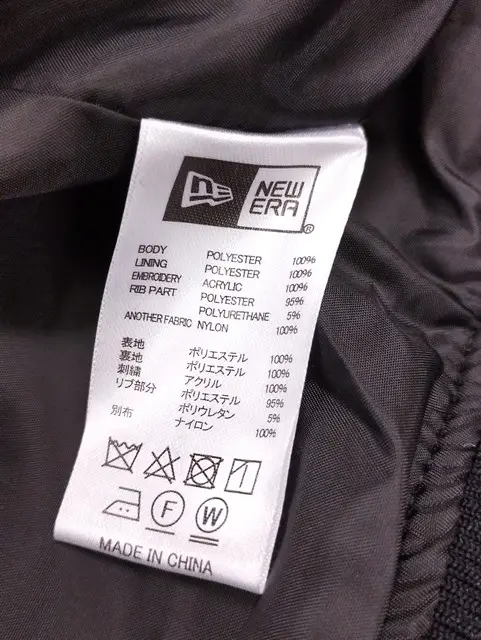 NEW ERA®
BODY POLYESTER 100%
LINING POLYESTER 100%
EMBROIDERY ACRYLIC 100%
RIB PART POLYESTER 95%
POLYURETHANE 5%
ANOTHER FABRIC NYLON 100%
表地 ポリエステル 100%
裏地 ポリエステル 100%
刺繍 アクリル 100%
リブ部分 ポリエステル 95%
ポリウレタン 5%
別布 ナイロン 100%
F W
MADE IN CHINA